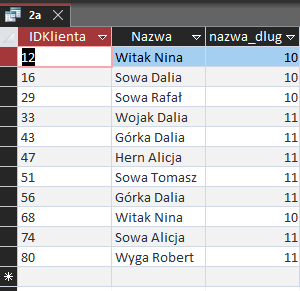 2a
IDKlienta Nazwa nazwa_dlug
12 Witak Nina 10
16 Sowa Dalia 10
29 Sowa Rafał 10
33 Wojak Dalia 11
43 Górka Dalia 11
47 Hern Alicja 11
51 Sowa Tomasz 11
56 Górka Dalia 11
68 Witak Nina 10
74 Sowa Alicja 11
80 Wyga Robert 11